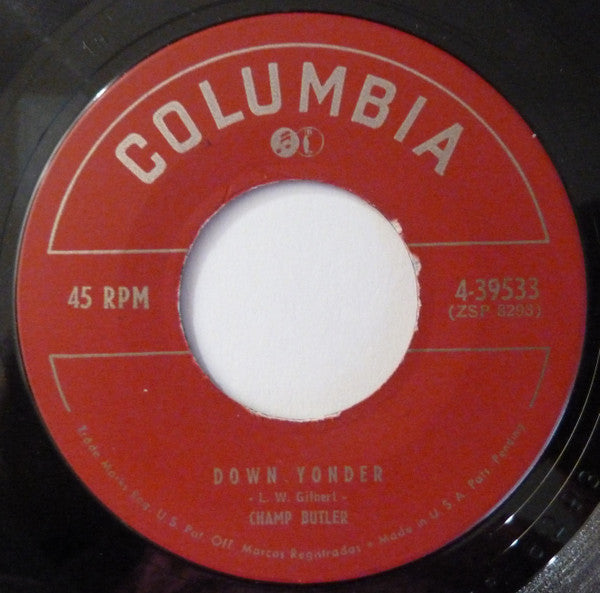 COLUMBIA
45 RPM
4-39533
(ZSP 8293)
DOWN YONDER
- L. W. Gilbert -
CHAMP BUTLER
Trade Marks Reg. U.S. Pat. Off. Marcas Registradas • Made in U.S.A. Pats. Pending